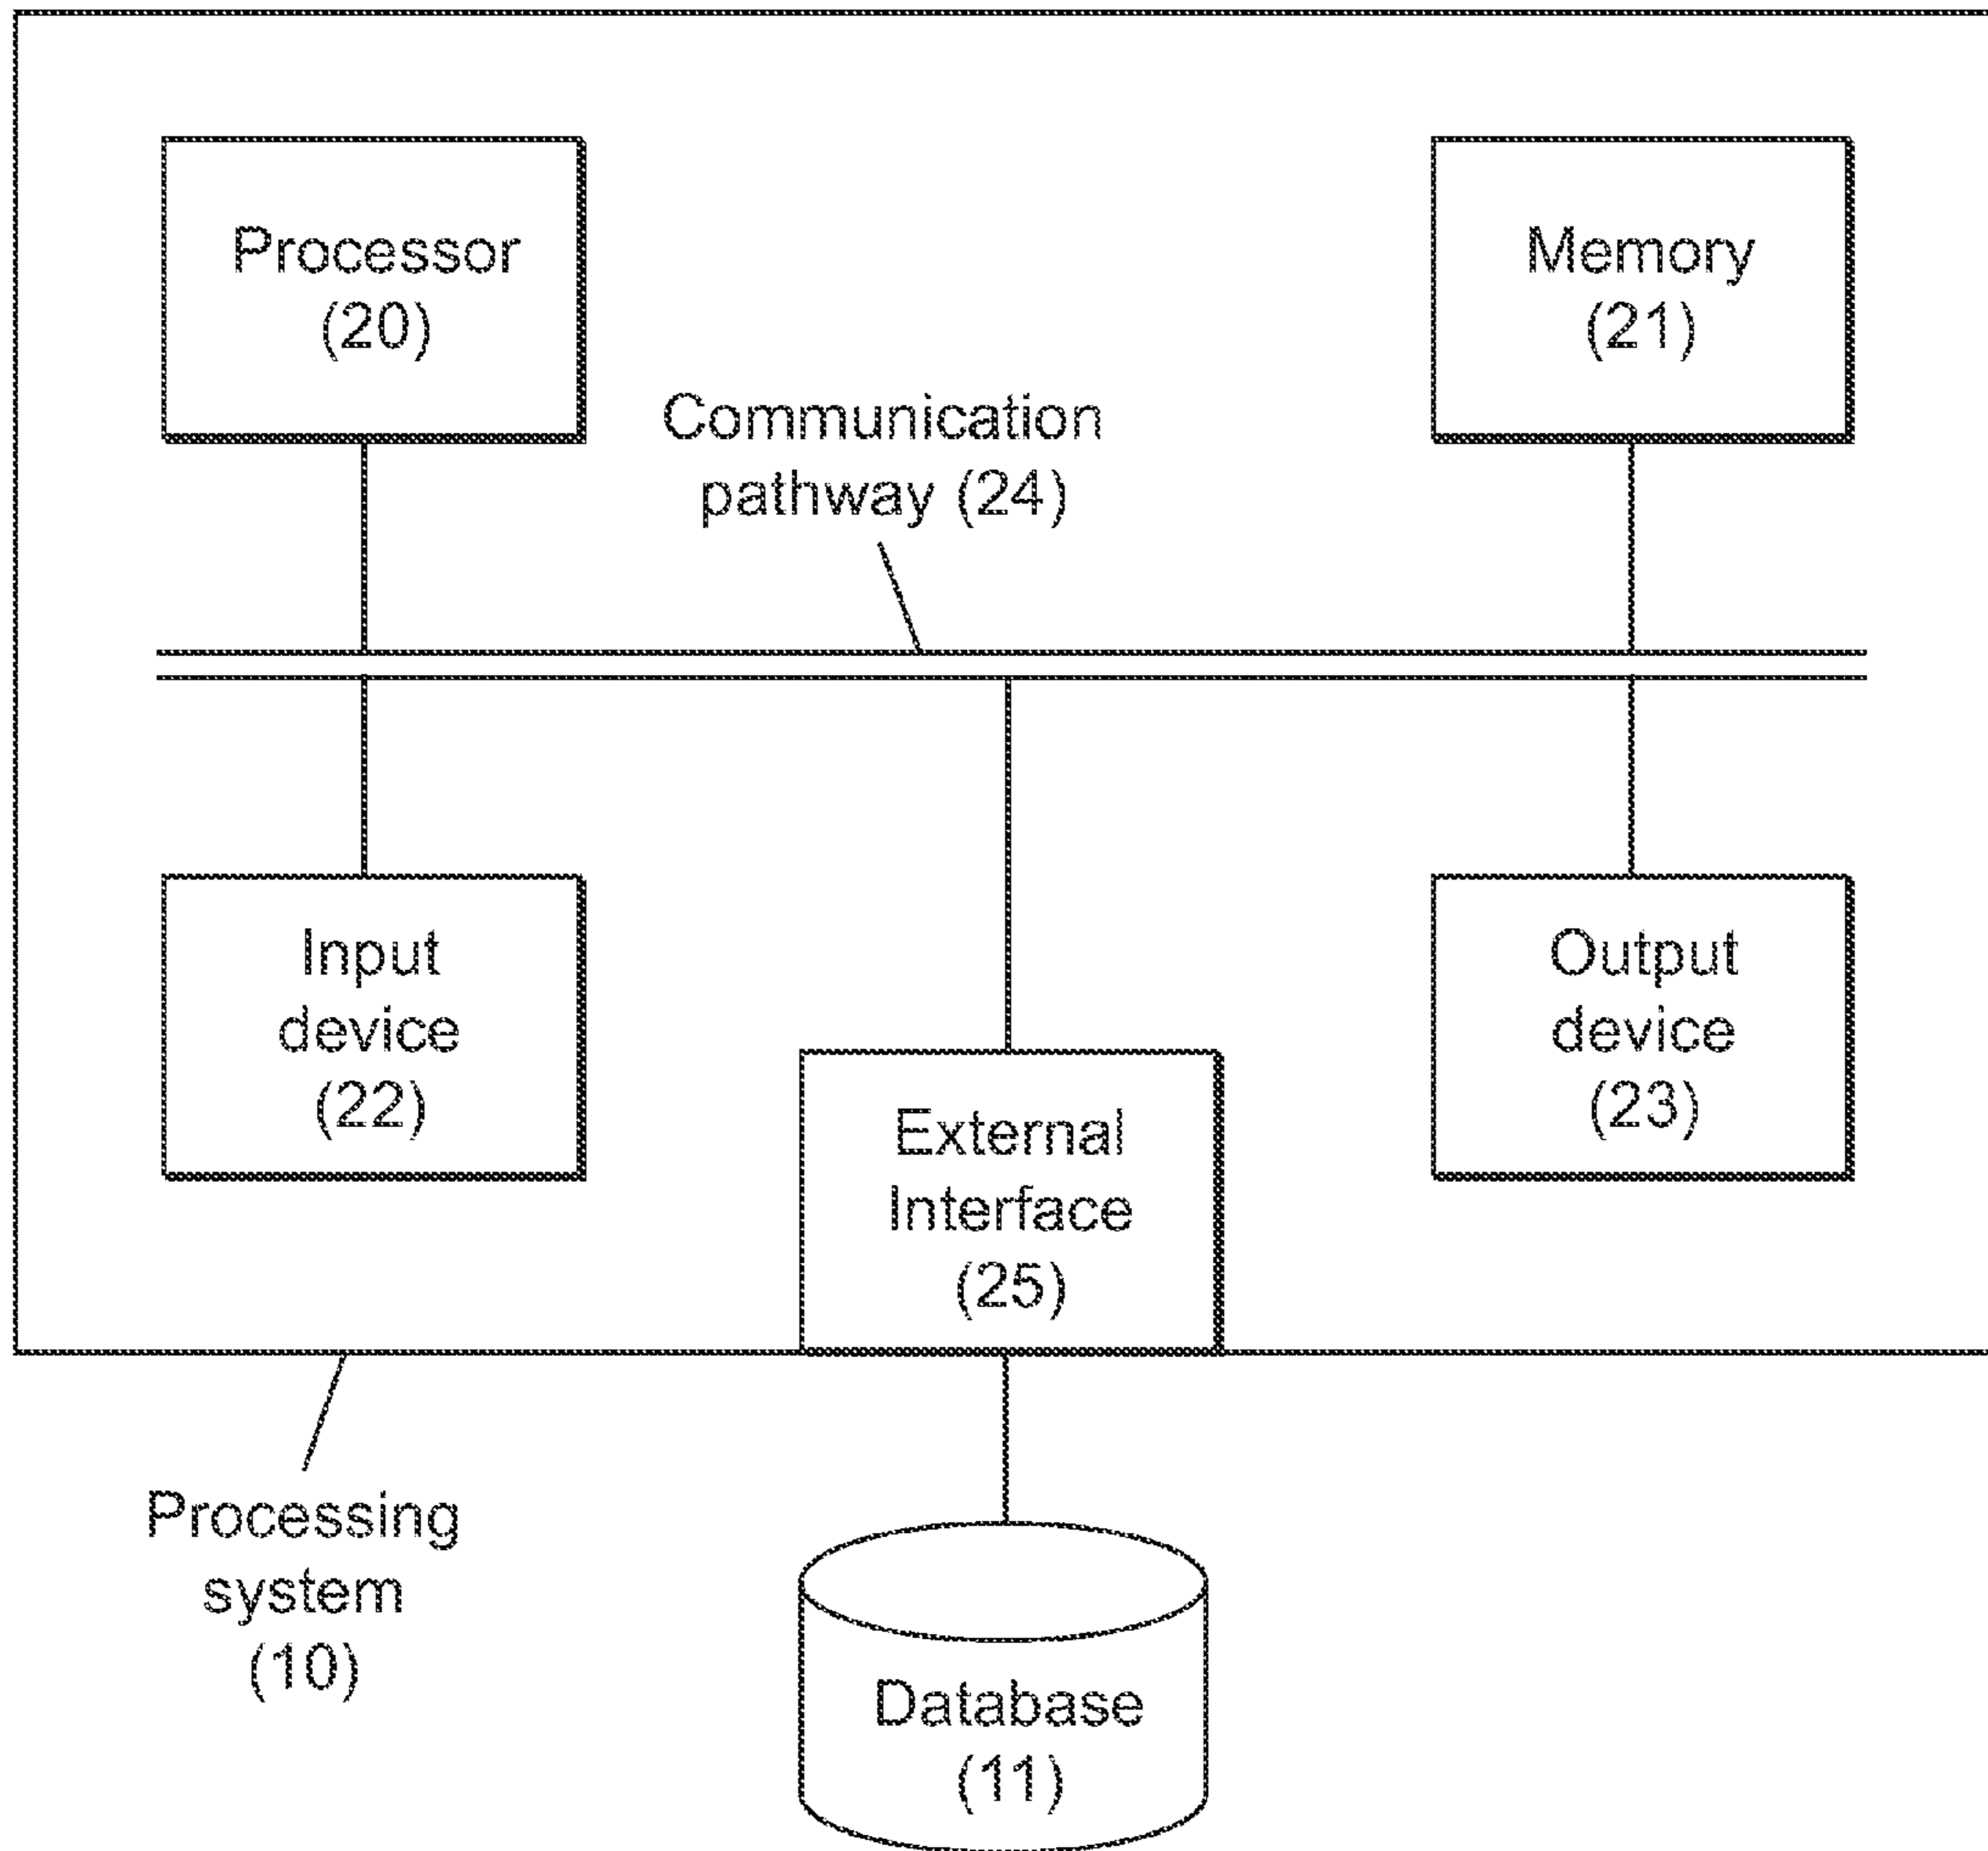 Processor
(20)
Memory
(21)
Communication
pathway (24)
Input
device
(22)
Output
device
(23)
External
Interface
(25)
Processing
system
(10)
Database
(11)